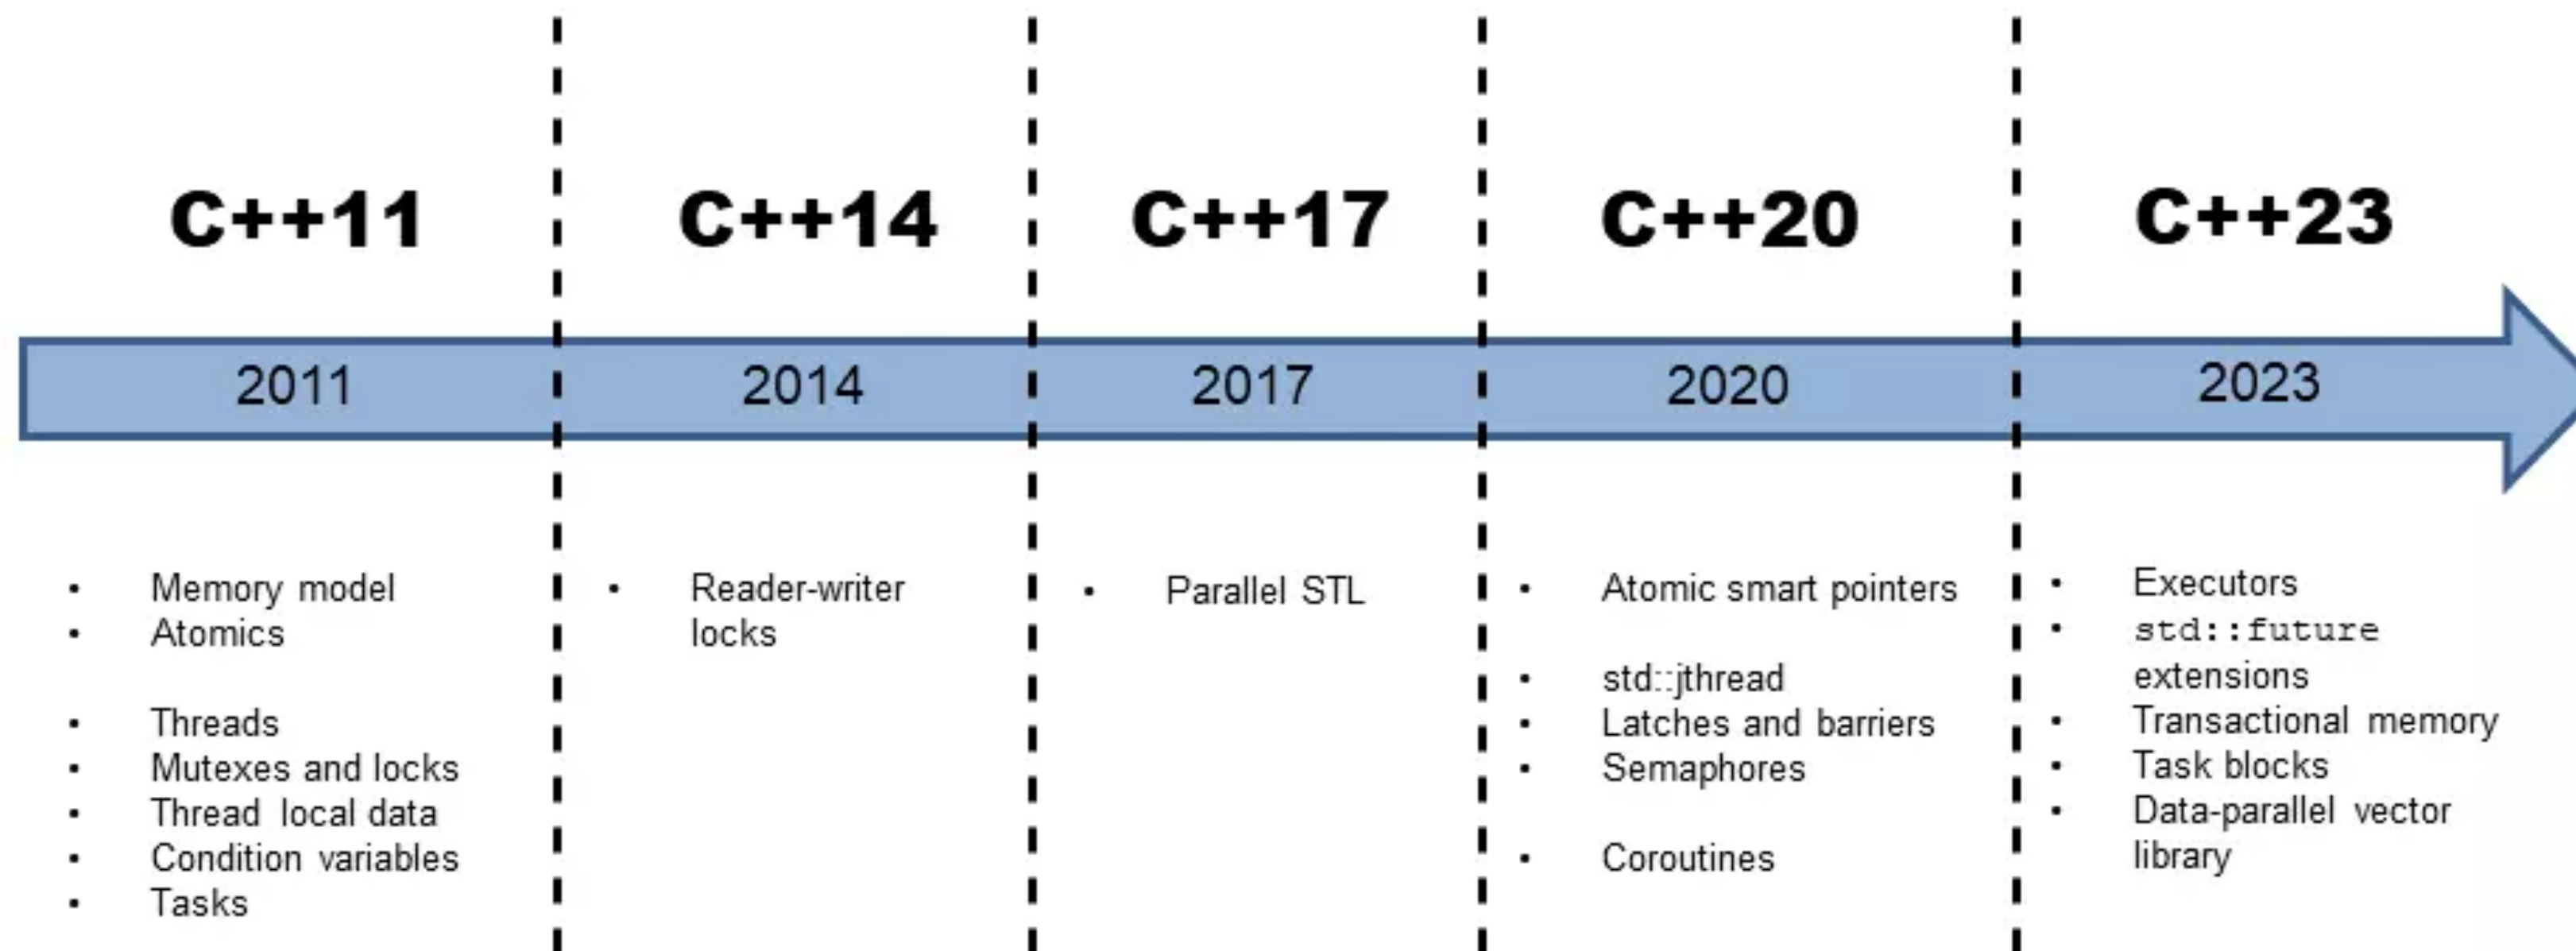 C++11
C++14
C++17
C++20
C++23
2011
2014
2017
2020
2023
• Memory model
• Atomics
• Threads
• Mutexes and locks
• Thread local data
• Condition variables
• Tasks
• Reader-writer
locks
• Parallel STL
• Atomic smart pointers
• std::jthread
• Latches and barriers
• Semaphores
• Coroutines
• Executors
• std::future
extensions
• Transactional memory
• Task blocks
• Data-parallel vector
library